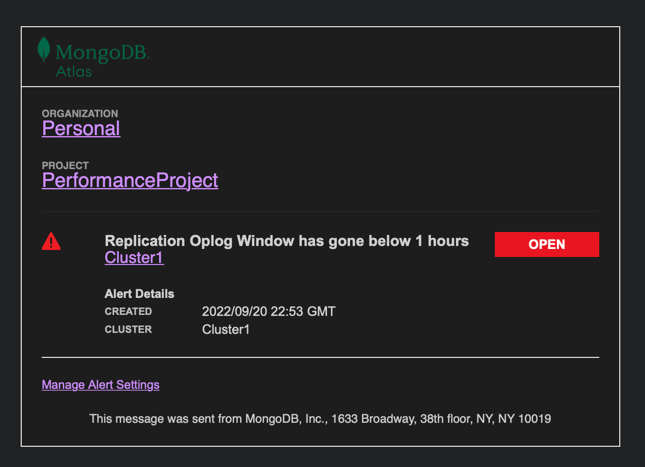 MongoDB.
Atlas
ORGANIZATION
Personal
PROJECT
PerformanceProject
Replication Oplog Window has gone below 1 hours
OPEN
Cluster1
Alert Details
CREATED 2022/09/20 22:53 GMT
CLUSTER Cluster1
Manage Alert Settings
This message was sent from MongoDB, Inc., 1633 Broadway, 38th floor, NY, NY 10019